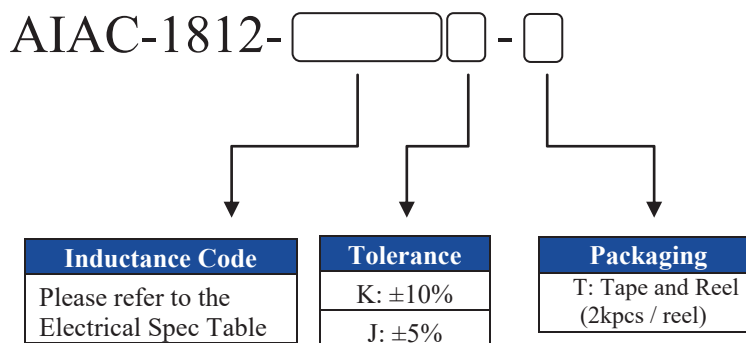 AIAC-1812- -
Inductance Code
Please refer to the
Electrical Spec Table
Tolerance
K: ±10%
J: ±5%
Packaging
T: Tape and Reel
(2kpcs / reel)